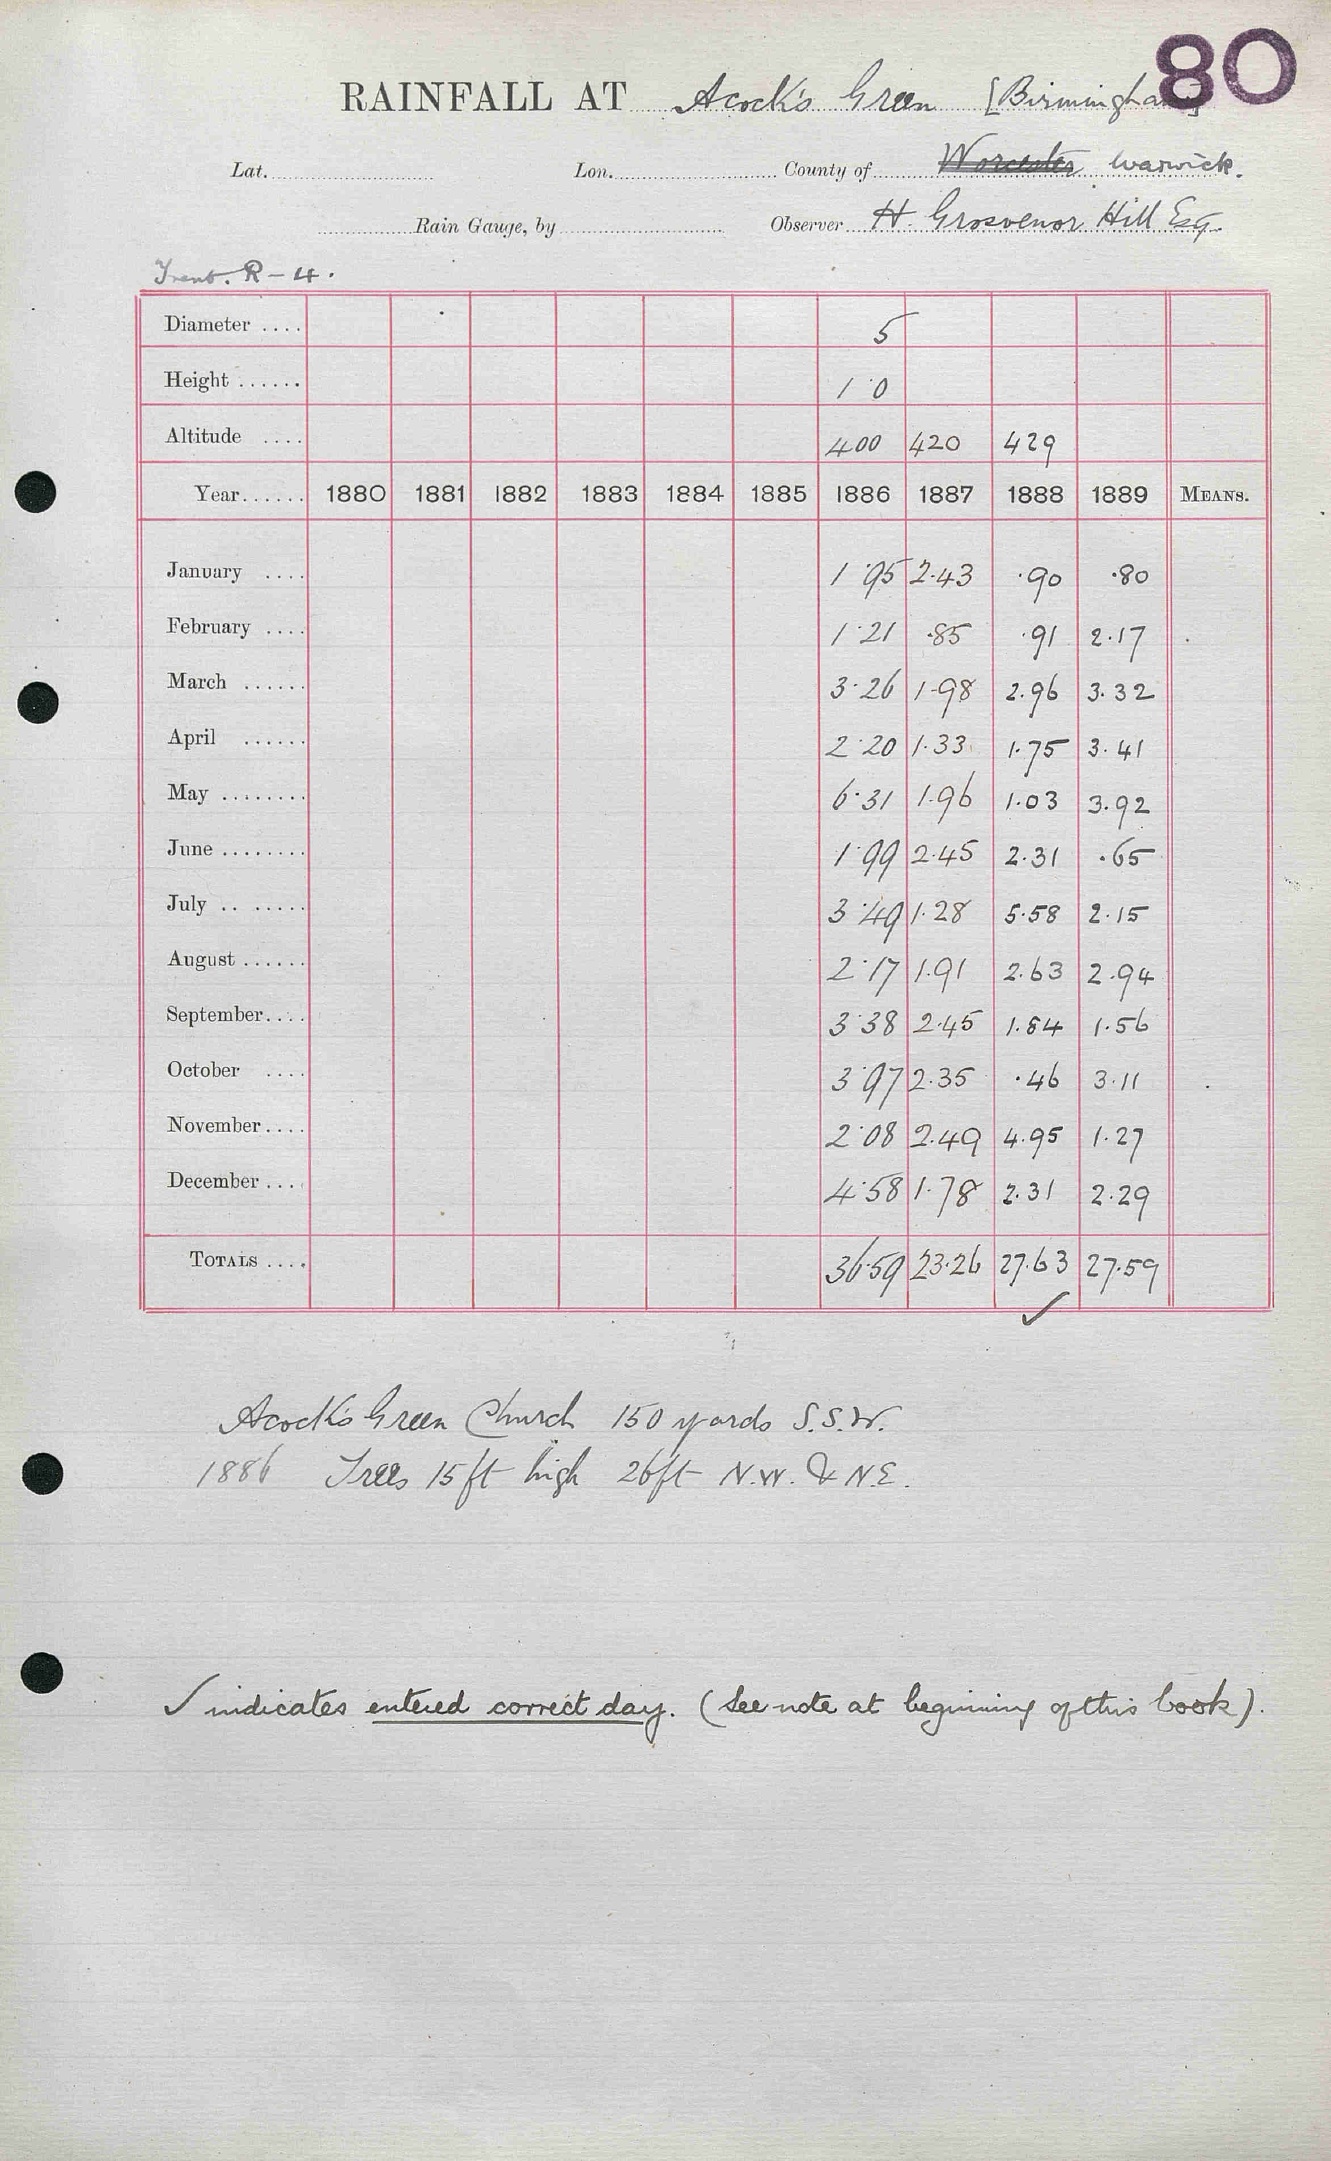 80
RAINFALL AT Acock's Green [Birmingham]
Lat. Lon. County of Worcester Warwick.
Rain Gauge, by Observer H. Grosvenor Hill Esq.
Trent. R-4.
Diameter .... 5
Height ...... 1·0
Altitude .... 400 420 429
Year...... 1880 1881 1882 1883 1884 1885 1886 1887 1888 1889 MEANS.
January .... 1·95 2·43 ·90 ·80
February .... 1·21 ·85 ·91 2·17
March ...... 3·26 1·98 2.96 3.32
April ...... 2·20 1·33 1·75 3·41
May ........ 6·31 1·96 1·03 3.92
June ........ 1·99 2·45 2·31 ·65
July .. ..... 3·49 1·28 5·58 2·15
August ...... 2·17 1·91 2.63 2.94
September.... 3·38 2·45 1·84 1·56
October .... 3·97 2·35 ·46 3·11
November.... 2·08 2·49 4·95 1·27
December .... 4·58 1·78 2.31 2·29
TOTALS .... 36·59 23·26 27·63 27·59
✓
Acock's Green Church 150 yards S.S.W.
1886 Trees 15 ft high 26 ft N.W. & N.E.
✓ indicates entered correct day. (See note at beginning of this book).